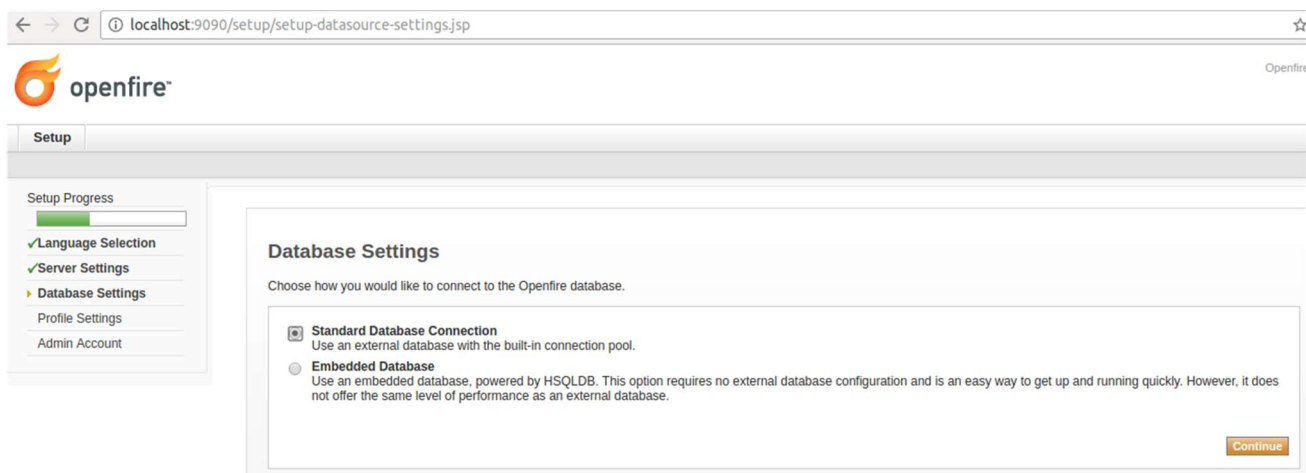 localhost:9090/setup/setup-datasource-settings.jsp
openfire™
Openfire
Setup
Setup Progress
✓Language Selection
✓Server Settings
Database Settings
Profile Settings
Admin Account
Database Settings
Choose how you would like to connect to the Openfire database.
Standard Database Connection
Use an external database with the built-in connection pool.
Embedded Database
Use an embedded database, powered by HSQLDB. This option requires no external database configuration and is an easy way to get up and running quickly. However, it does
not offer the same level of performance as an external database.
Continue